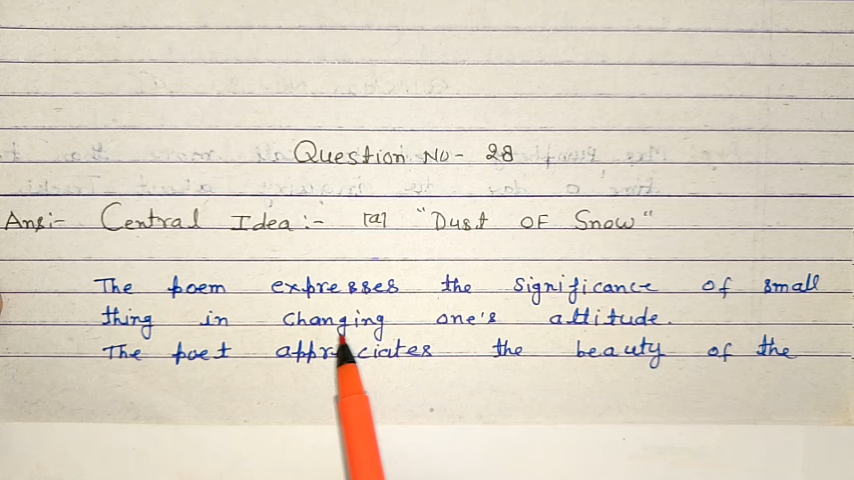 Question No- 28
Ans:- Central Idea:- [a] "Dust OF Snow"
The poem expresses the significance of small
thing in changing one's attitude.
The poet appreciates the beauty of the